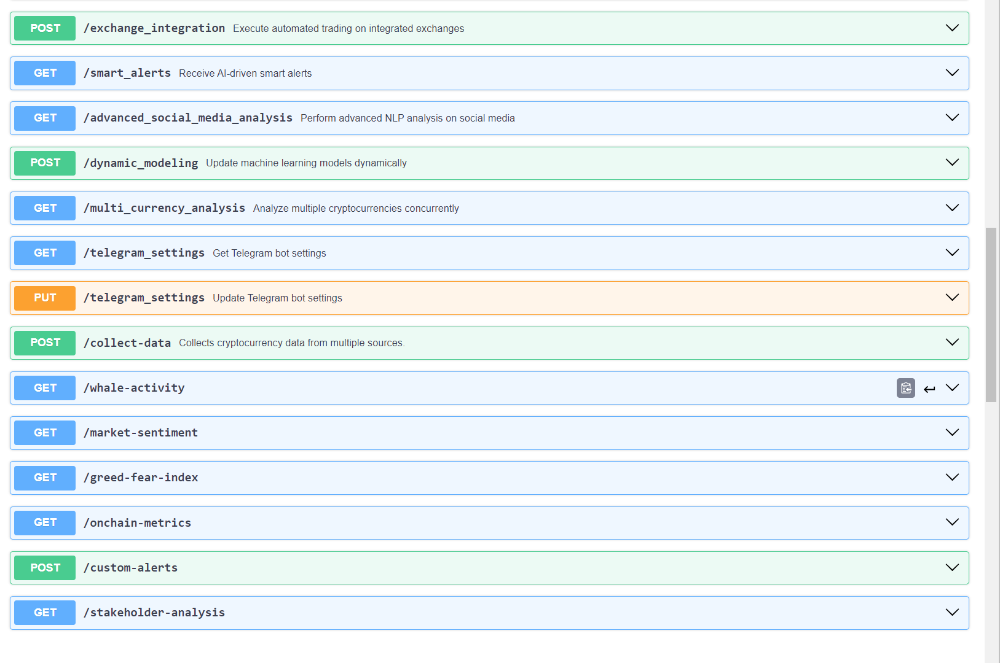 POST /exchange_integration Execute automated trading on integrated exchanges
GET /smart_alerts Receive AI-driven smart alerts
GET /advanced_social_media_analysis Perform advanced NLP analysis on social media
POST /dynamic_modeling Update machine learning models dynamically
GET /multi_currency_analysis Analyze multiple cryptocurrencies concurrently
GET /telegram_settings Get Telegram bot settings
PUT /telegram_settings Update Telegram bot settings
POST /collect-data Collects cryptocurrency data from multiple sources.
GET /whale-activity
GET /market-sentiment
GET /greed-fear-index
GET /onchain-metrics
POST /custom-alerts
GET /stakeholder-analysis